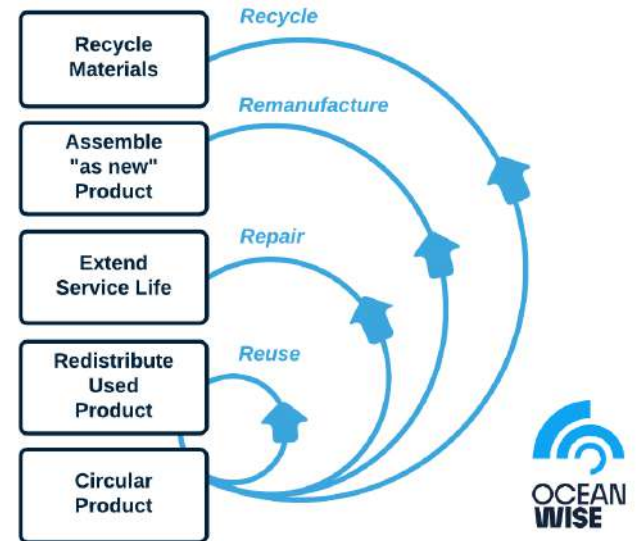 Recycle
Recycle
Materials
Remanufacture
Assemble
"as new"
Product
Repair
Extend
Service Life
Reuse
Redistribute
Used
Product
Circular
Product
OCEAN
WISE